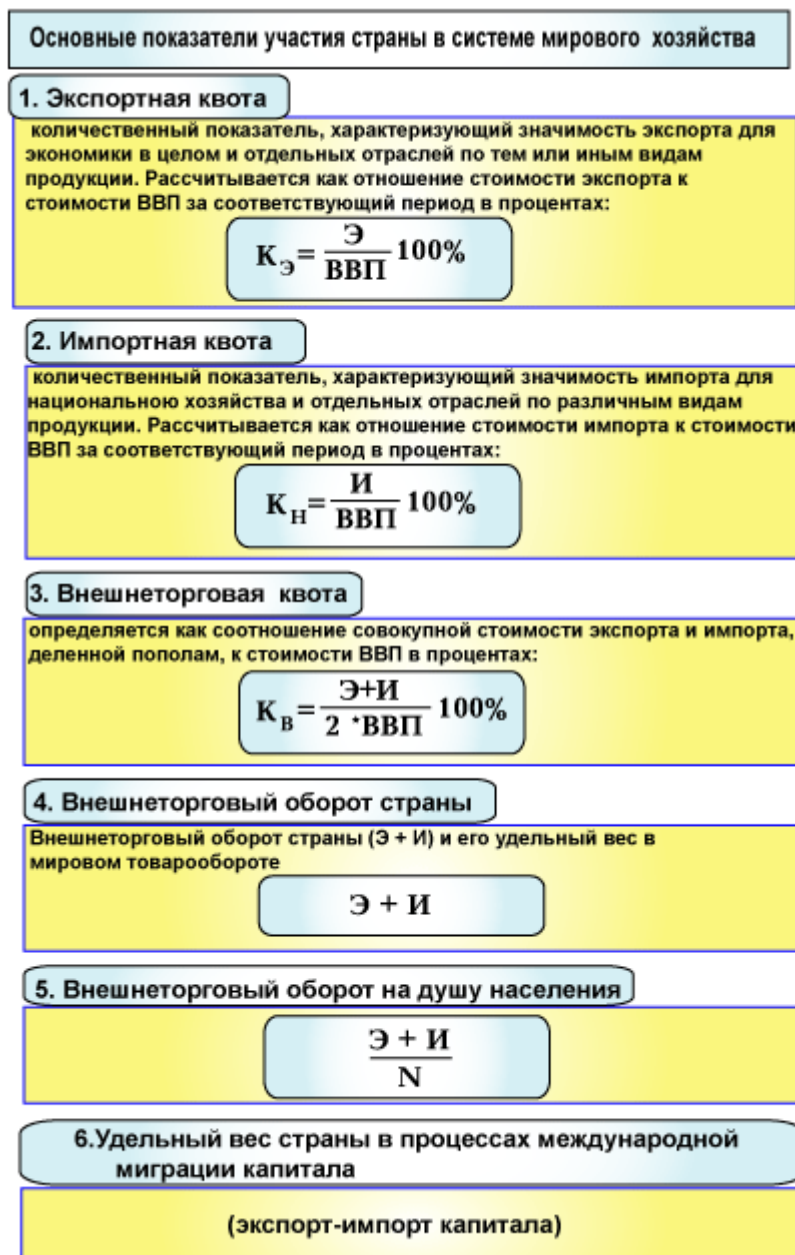 Основные показатели участия страны в системе мирового хозяйства
1. Экспортная квота
количественный показатель, характеризующий значимость экспорта для
экономики в целом и отдельных отраслей по тем или иным видам
продукции. Рассчитывается как отношение стоимости экспорта к
стоимости ВВП за соответствующий период в процентах:
К_Э = Э / ВВП 100%
2. Импортная квота
количественный показатель, характеризующий значимость импорта для
национальною хозяйства и отдельных отраслей по различным видам
продукции. Рассчитывается как отношение стоимости импорта к стоимости
ВВП за соответствующий период в процентах:
К_Н = И / ВВП 100%
3. Внешнеторговая квота
определяется как соотношение совокупной стоимости экспорта и импорта,
деленной пополам, к стоимости ВВП в процентах:
К_В = Э+И / 2 *ВВП 100%
4. Внешнеторговый оборот страны
Внешнеторговый оборот страны (Э + И) и его удельный вес в
мировом товарообороте
Э + И
5. Внешнеторговый оборот на душу населения
Э + И / N
6.Удельный вес страны в процессах международной
миграции капитала
(экспорт-импорт капитала)